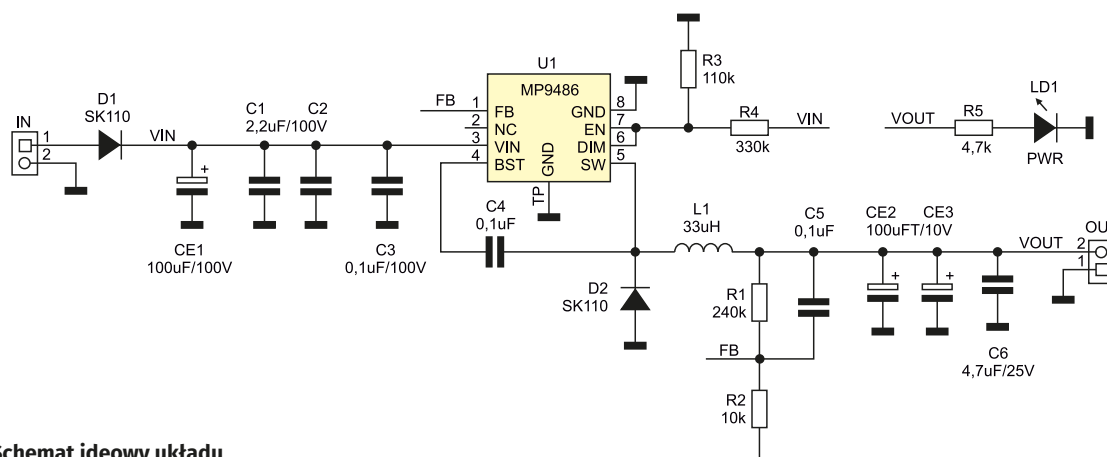 IN
1
2
D1
SK110
VIN
CE1
100uF/100V
C1
2,2uF/100V
C2
C3
0,1uF/100V
U1
MP9486
FB
1
FB
2
NC
3
VIN
4
BST
GND
8
EN
7
DIM
6
SW
5
GND
TP
R3
110k
R4
330k
VIN
VOUT
R5
4,7k
LD1
PWR
C4
0,1uF
D2
SK110
L1
33uH
R1
240k
FB
R2
10k
C5
0,1uF
CE2
CE3
100uFT/10V
+
+
+
C6
4,7uF/25V
VOUT
2
1
OU
Schemat ideowy układu